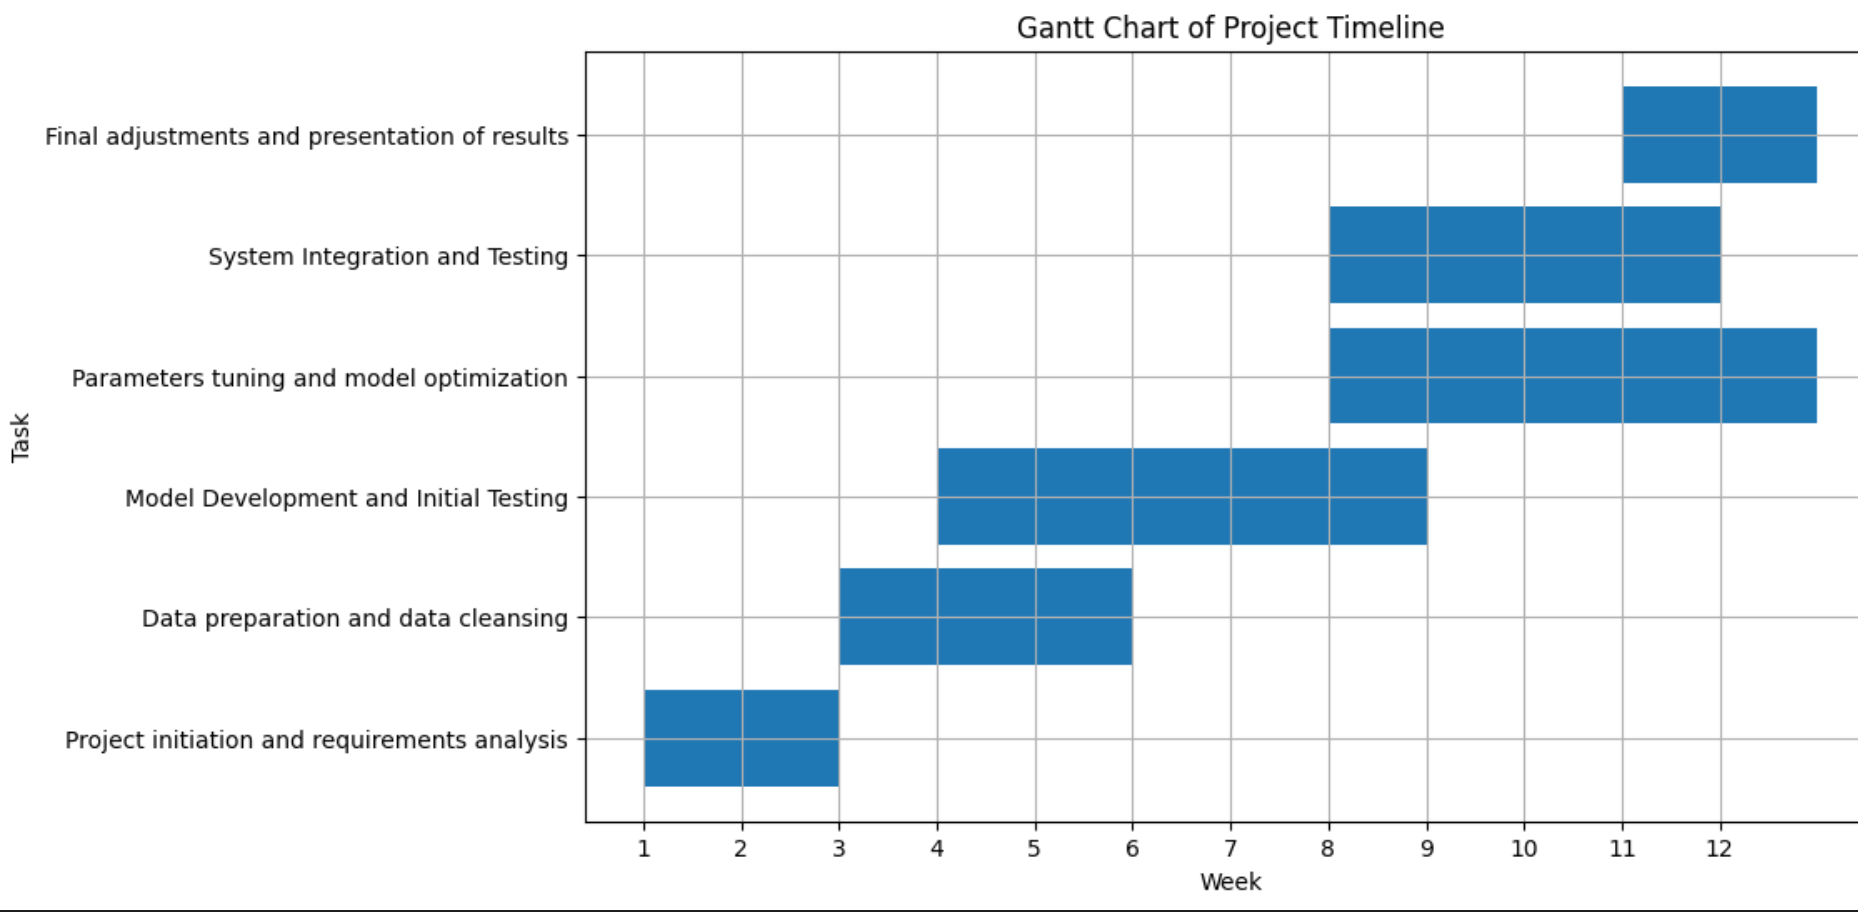 Gantt Chart of Project Timeline
Final adjustments and presentation of results
System Integration and Testing
Parameters tuning and model optimization
Task
Model Development and Initial Testing
Data preparation and data cleansing
Project initiation and requirements analysis
1 2 3 4 5 6 7 8 9 10 11 12
Week